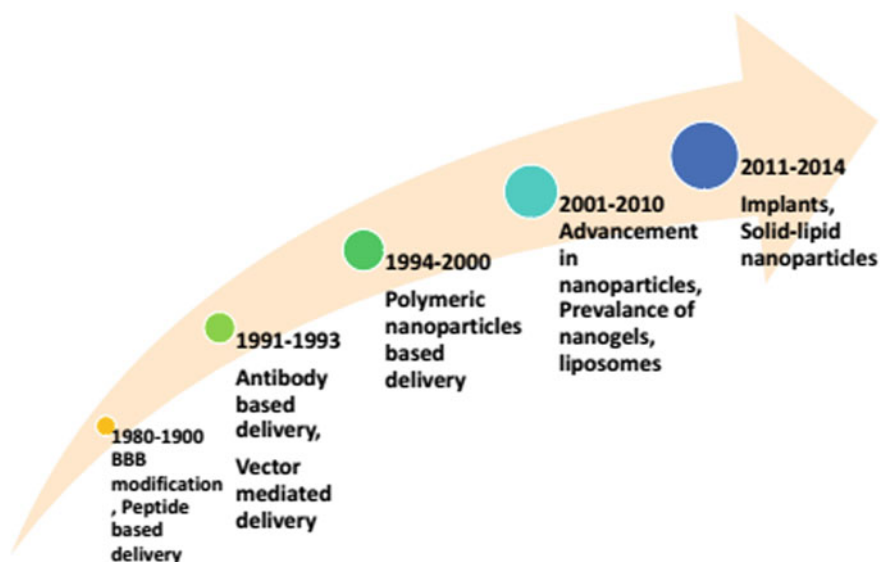 1980-1900
BBB
modification
, Peptide
based
delivery
1991-1993
Antibody
based
delivery,
Vector
mediated
delivery
1994-2000
Polymeric
nanoparticles
based
delivery
2001-2010
Advancement
in
nanoparticles,
Prevalance of
nanogels,
liposomes
2011-2014
Implants,
Solid-lipid
nanoparticles